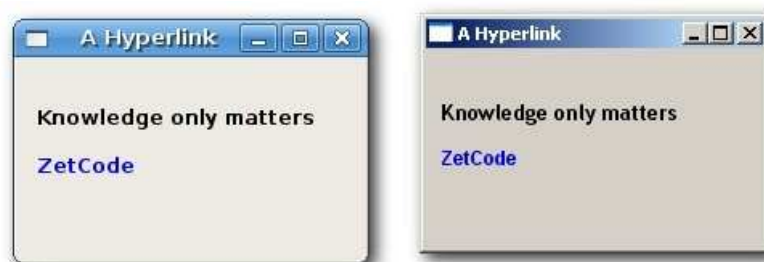 A Hyperlink
Knowledge only matters
ZetCode
A Hyperlink
Knowledge only matters
ZetCode